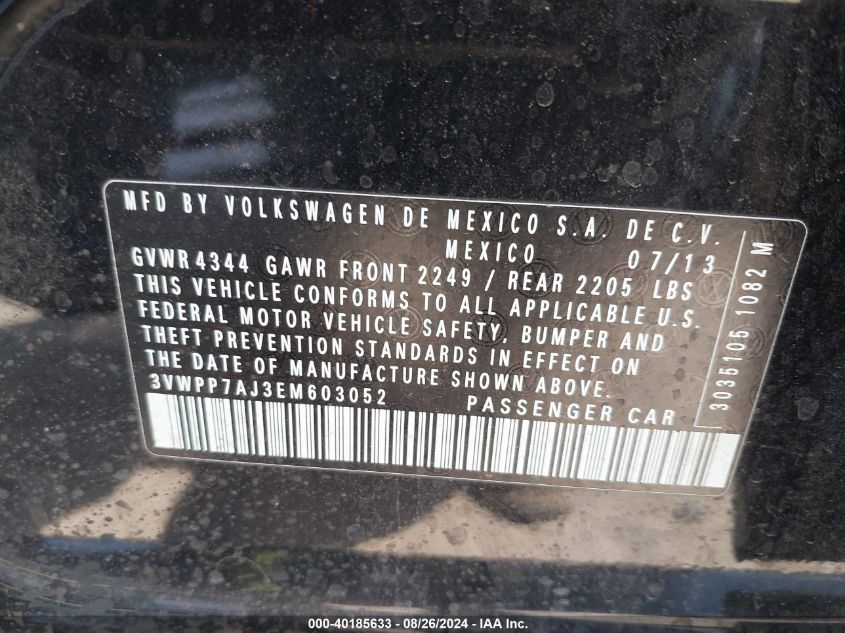 MFD BY VOLKSWAGEN DE MEXICO S.A. DE C.V.
MEXICO 07/13
GVWR 4344 GAWR FRONT 2249 / REAR 2205 LBS
THIS VEHICLE CONFORMS TO ALL APPLICABLE U.S.
FEDERAL MOTOR VEHICLE SAFETY, BUMPER AND
THEFT PREVENTION STANDARDS IN EFFECT ON
THE DATE OF MANUFACTURE SHOWN ABOVE.
3VWPP7AJ3EM603052 PASSENGER CAR
3035105 1082 M
000-40185633 - 08/26/2024 - IAA Inc.